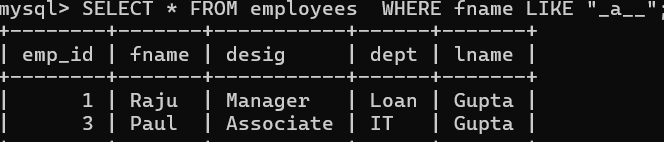 mysql> SELECT * FROM employees  WHERE fname LIKE "_a__";
+--------+-------+-----------+------+-------+
| emp_id | fname | desig     | dept | lname |
+--------+-------+-----------+------+-------+
|      1 | Raju  | Manager   | Loan | Gupta |
|      3 | Paul  | Associate | IT   | Gupta |